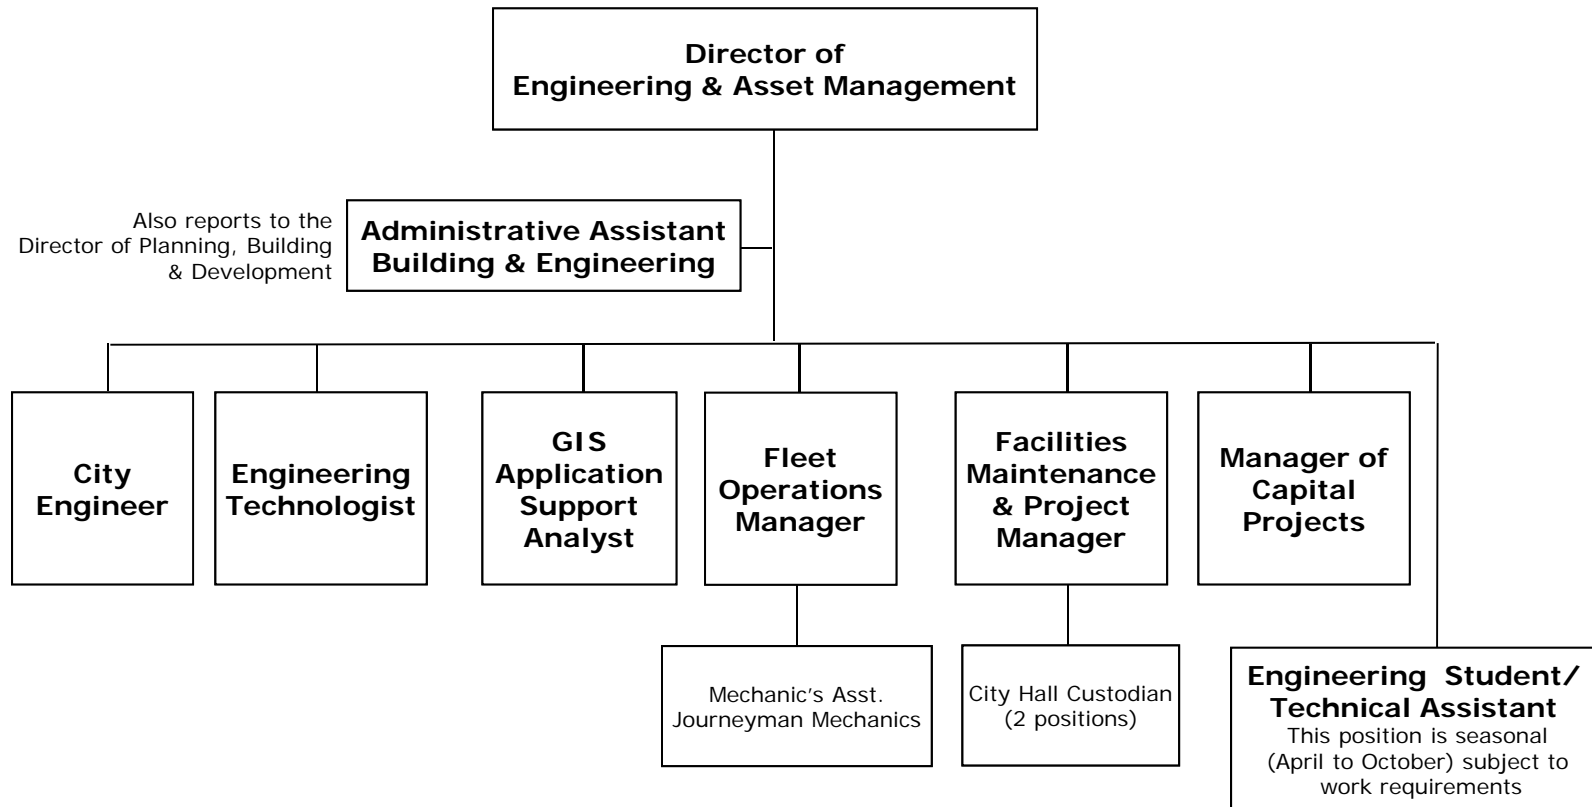 Director of
Engineering & Asset Management
Also reports to the
Director of Planning, Building
& Development
Administrative Assistant
Building & Engineering
City
Engineer
Engineering
Technologist
GIS
Application
Support
Analyst
Fleet
Operations
Manager
Facilities
Maintenance
& Project
Manager
Manager of
Capital
Projects
Mechanic's Asst.
Journeyman Mechanics
City Hall Custodian
(2 positions)
Engineering Student/
Technical Assistant
This position is seasonal
(April to October) subject to
work requirements